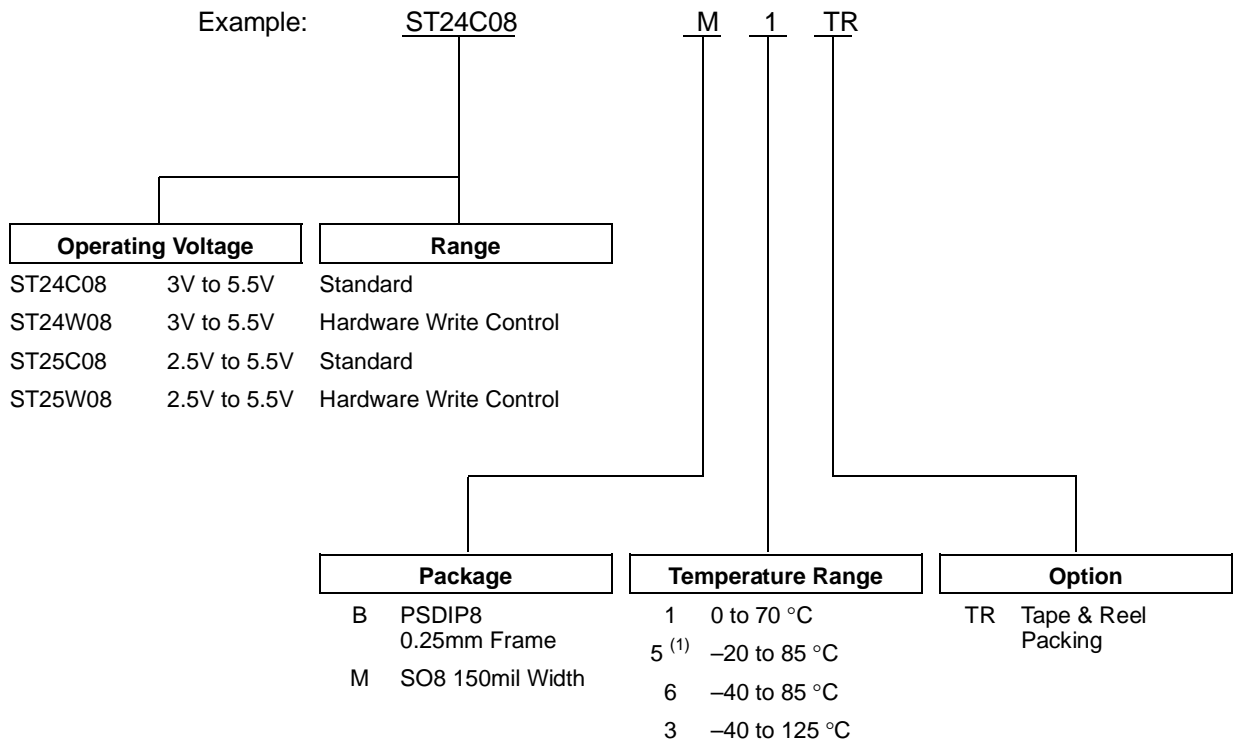 Example: ST24C08 M 1 TR
Operating Voltage Range
ST24C08 3V to 5.5V Standard
ST24W08 3V to 5.5V Hardware Write Control
ST25C08 2.5V to 5.5V Standard
ST25W08 2.5V to 5.5V Hardware Write Control
Package
B PSDIP8
0.25mm Frame
M SO8 150mil Width
Temperature Range
1 0 to 70 °C
5 (1) –20 to 85 °C
6 –40 to 85 °C
3 –40 to 125 °C
Option
TR Tape & Reel
Packing